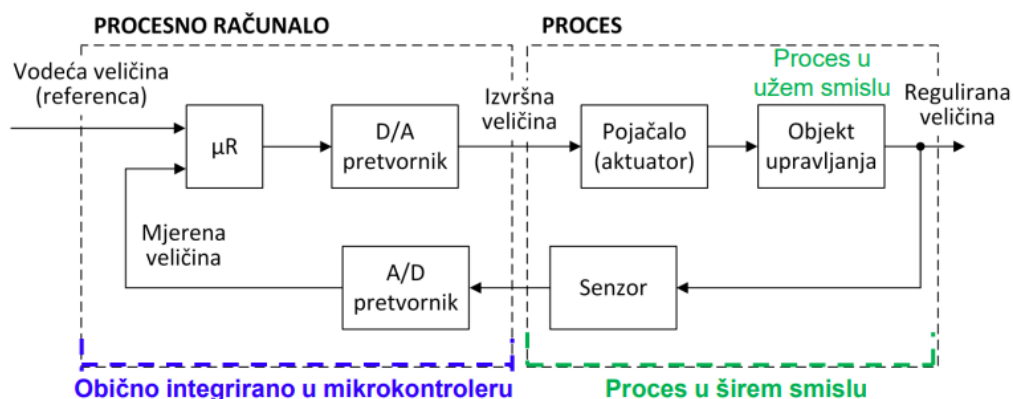 PROCESNO RAČUNALO
PROCES
Vodeća veličina
(referenca)
μR
D/A
pretvornik
Izvršna
veličina
Pojačalo
(aktuator)
Proces u
užem smislu
Objekt
upravljanja
Regulirana
veličina
Mjerena
veličina
A/D
pretvornik
Senzor
Obično integrirano u mikrokontroleru
Proces u širem smislu